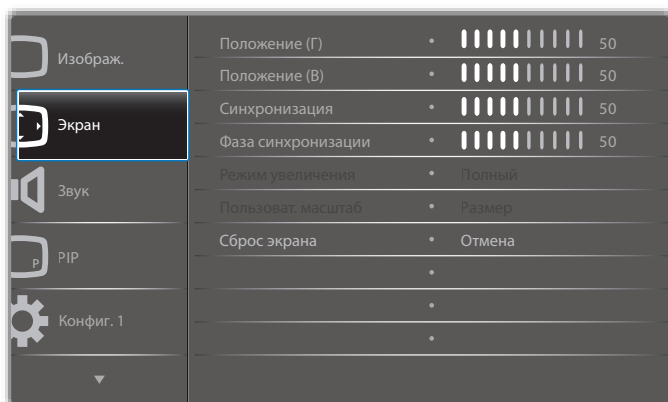 Изображ.
Экран
Звук
P
PIP
Конфиг. 1
Положение (Г) • 50
Положение (В) • 50
Синхронизация • 50
Фаза синхронизации • 50
Режим увеличения • Полный
Пользоват. масштаб • Размер
Сброс экрана • Отмена